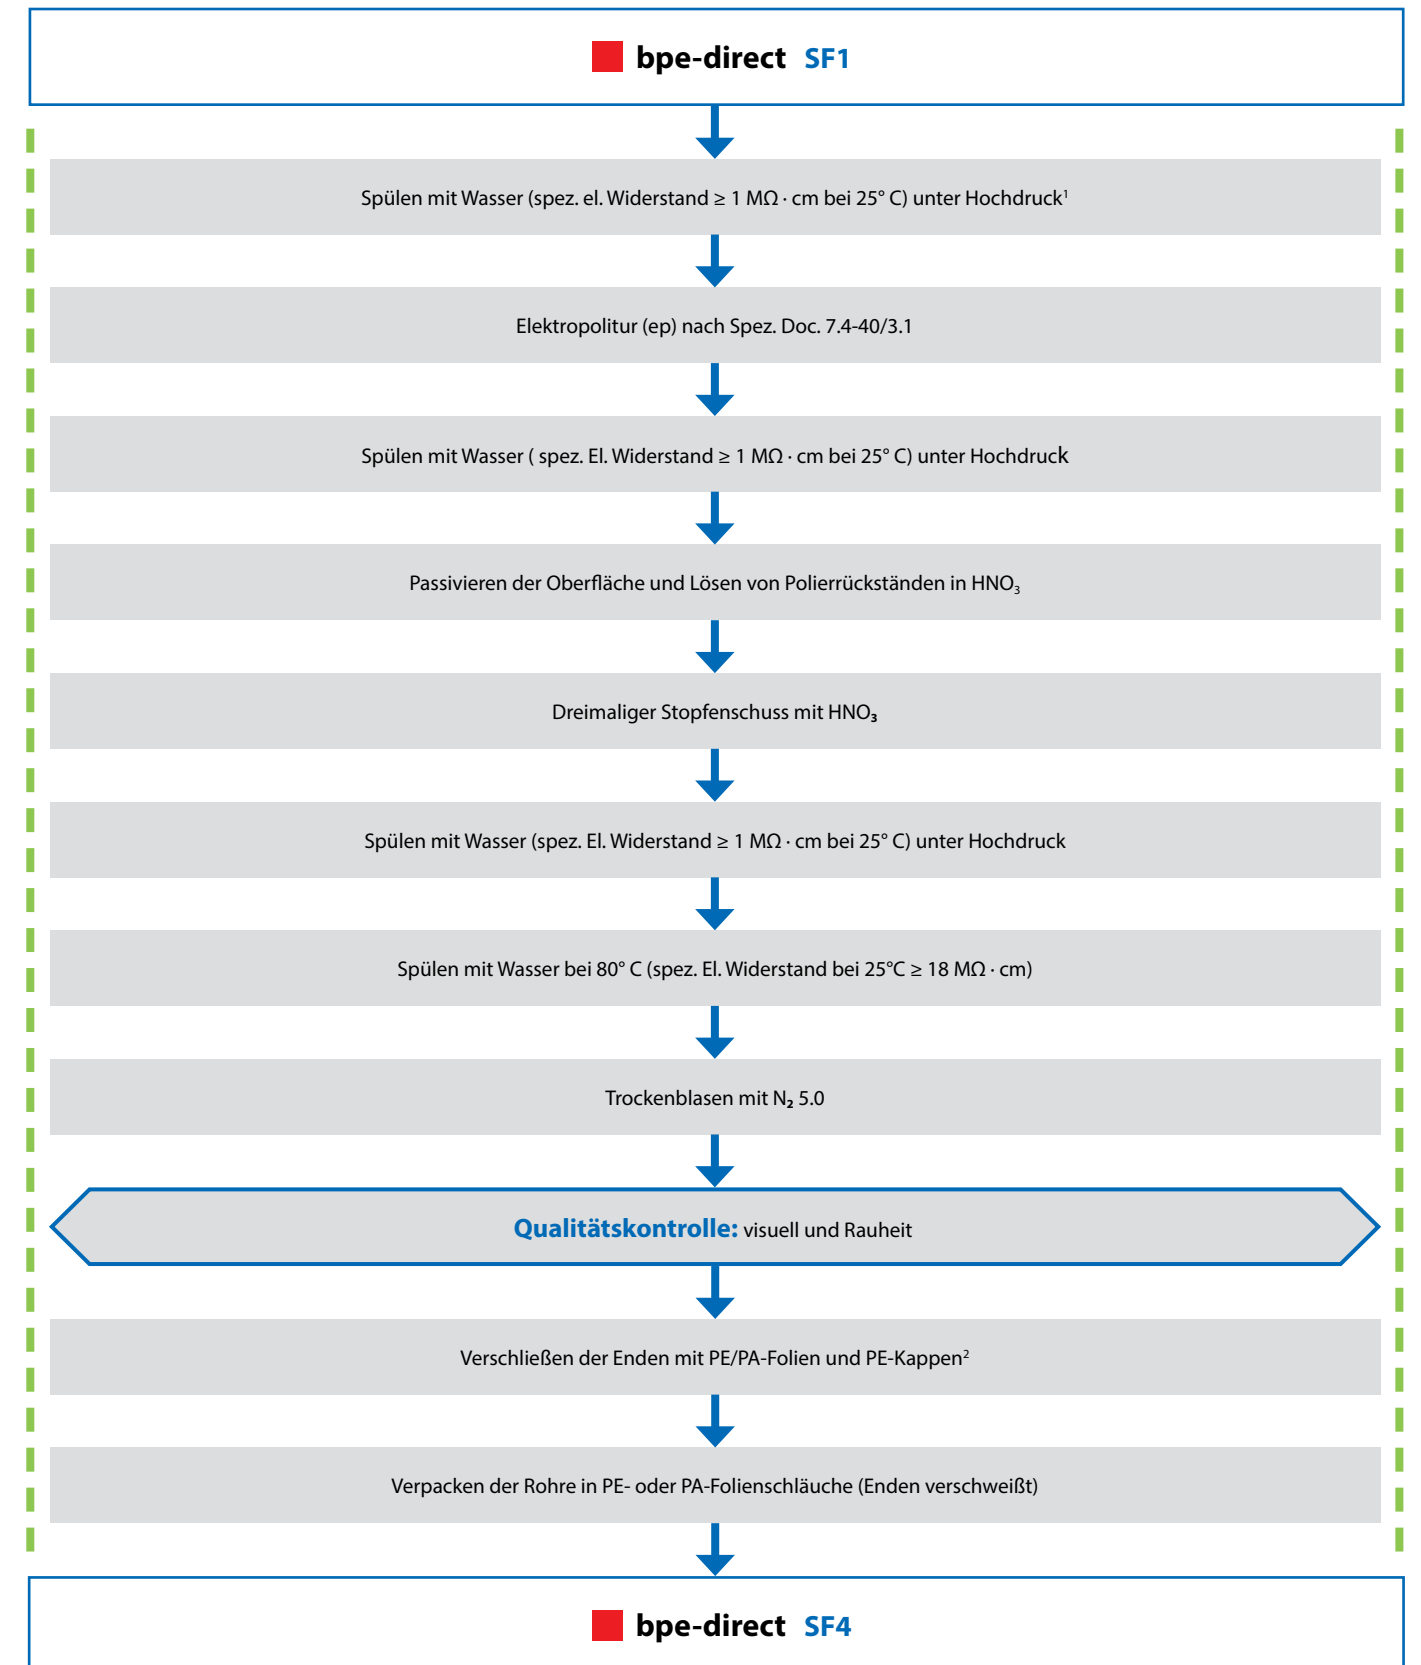 bpe-direct SF1
Spülen mit Wasser (spez. el. Widerstand ≥ 1 MΩ · cm bei 25° C) unter Hochdruck¹
Elektropolitur (ep) nach Spez. Doc. 7.4-40/3.1
Spülen mit Wasser ( spez. El. Widerstand ≥ 1 MΩ · cm bei 25° C) unter Hochdruck
Passivieren der Oberfläche und Lösen von Polierrückständen in HNO₃
Dreimaliger Stopfenschuss mit HNO₃
Spülen mit Wasser (spez. El. Widerstand ≥ 1 MΩ · cm bei 25° C) unter Hochdruck
Spülen mit Wasser bei 80° C (spez. El. Widerstand bei 25°C ≥ 18 MΩ · cm)
Trockenblasen mit N₂ 5.0
Qualitätskontrolle: visuell und Rauheit
Verschließen der Enden mit PE/PA-Folien und PE-Kappen²
Verpacken der Rohre in PE- oder PA-Folienschläuche (Enden verschweißt)
bpe-direct SF4